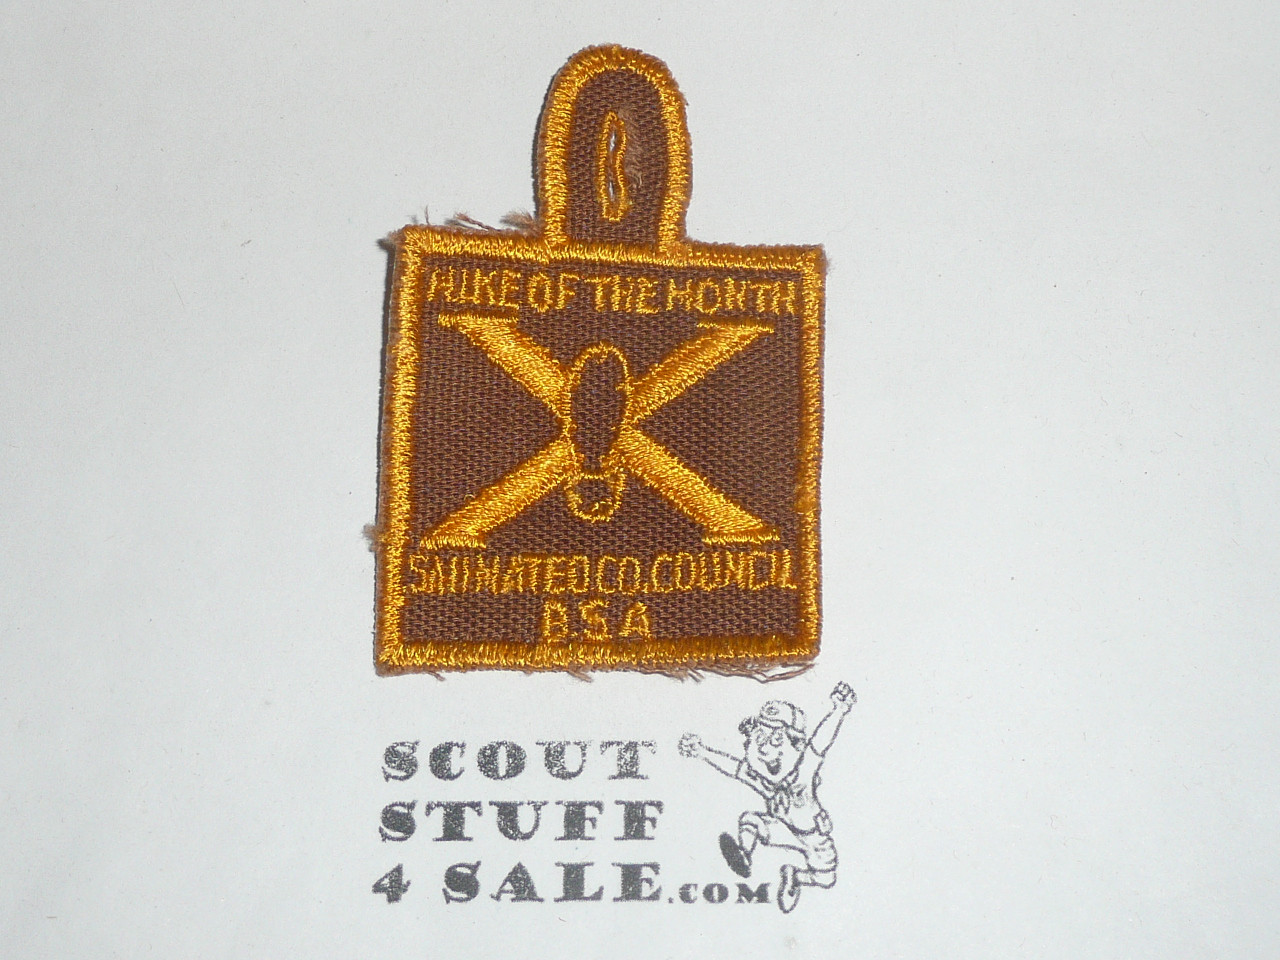 HIKE OF THE MONTH
SAN MATEO CO. COUNCIL
B.S.A
SCOUT
STUFF
4 SALE.COM